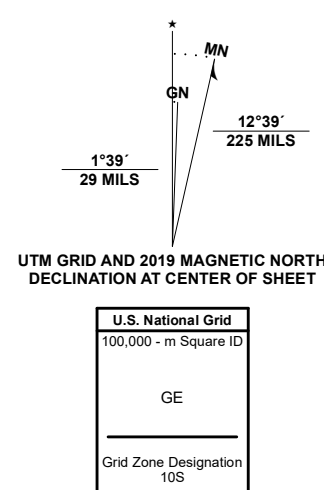 ★
MN
GN
12°39´
225 MILS
1°39´
29 MILS
UTM GRID AND 2019 MAGNETIC NORTH
DECLINATION AT CENTER OF SHEET
U.S. National Grid
100,000 - m Square ID
GE
Grid Zone Designation
10S